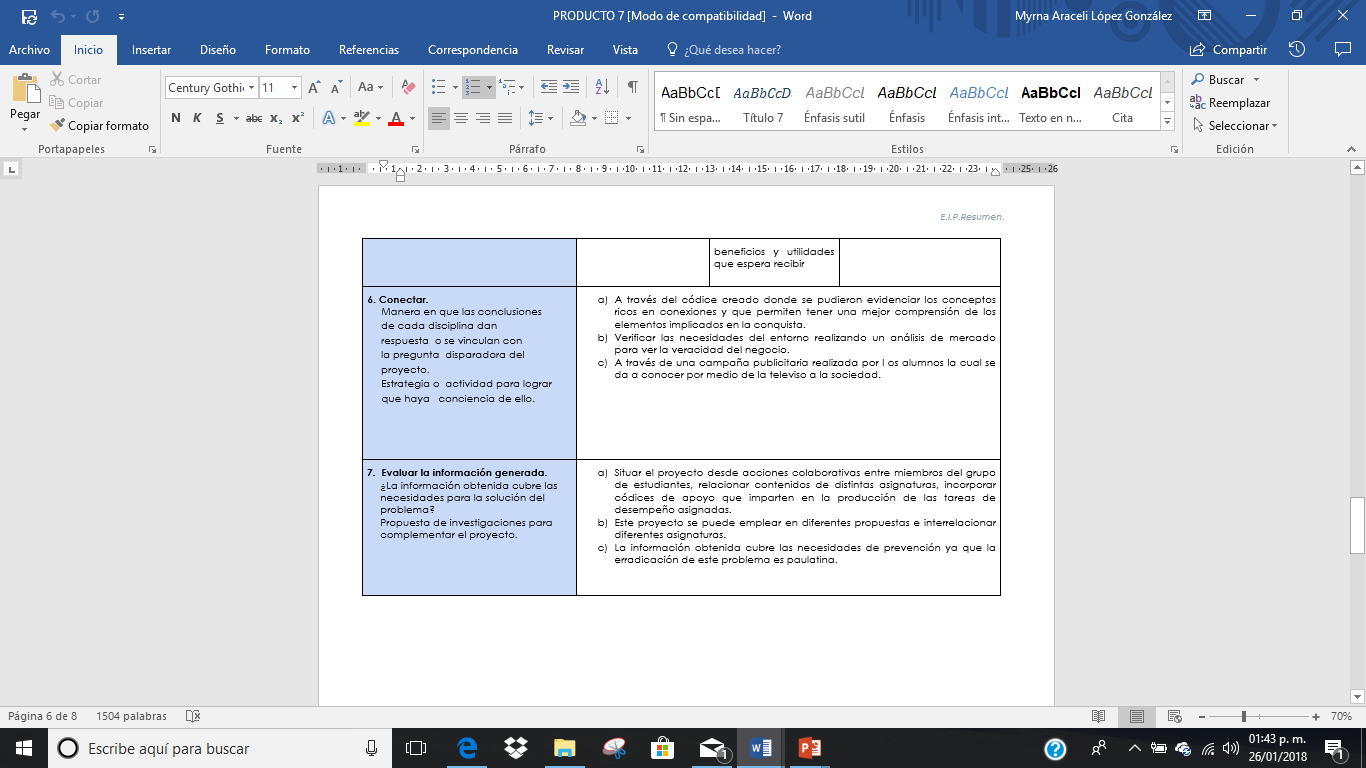 PRODUCTO 7 [Modo de compatibilidad] - Word
Myrna Araceli López González
Archivo
Inicio
Insertar
Diseño
Formato
Referencias
Correspondencia
Revisar
Vista
¿Qué desea hacer?
Compartir
Pegar
Cortar
Copiar
Copiar formato
Portapapeles
Century Gothi
11
Aa
N K S abc x₂ x²
Fuente
Párrafo
AaBbCcD
¶ Sin espa...
AaBbCcD
Título 7
AaBbCcL
Énfasis sutil
AaBbCcL
Énfasis
AaBbCcL
Énfasis int...
AaBbCcI
Texto en n...
AaBbCcL
Cita
Estilos
Buscar
Reemplazar
Seleccionar
Edición
E.I.P.Resumen.
beneficios y utilidades
que espera recibir
6. Conectar.
Manera en que las conclusiones
de cada disciplina dan
respuesta o se vinculan con
la pregunta disparadora del
proyecto.
Estrategia o actividad para lograr
que haya conciencia de ello.
a) A través del códice creado donde se pudieron evidenciar los conceptos
ricos en conexiones y que permiten tener una mejor comprensión de los
elementos implicados en la conquista.
b) Verificar las necesidades del entorno realizando un análisis de mercado
para ver la veracidad del negocio.
c) A través de una campaña publicitaria realizada por l os alumnos la cual se
da a conocer por medio de la televiso a la sociedad.
7. Evaluar la información generada.
¿La información obtenida cubre las
necesidades para la solución del
problema?
Propuesta de investigaciones para
complementar el proyecto.
a) Situar el proyecto desde acciones colaborativas entre miembros del grupo
de estudiantes, relacionar contenidos de distintas asignaturas, incorporar
códices de apoyo que imparten en la producción de las tareas de
desempeño asignadas.
b) Este proyecto se puede emplear en diferentes propuestas e interrelacionar
diferentes asignaturas.
c) La información obtenida cubre las necesidades de prevención ya que la
erradicación de este problema es paulatina.
Página 6 de 8
1504 palabras
70%
Escribe aquí para buscar
01:43 p. m.
26/01/2018